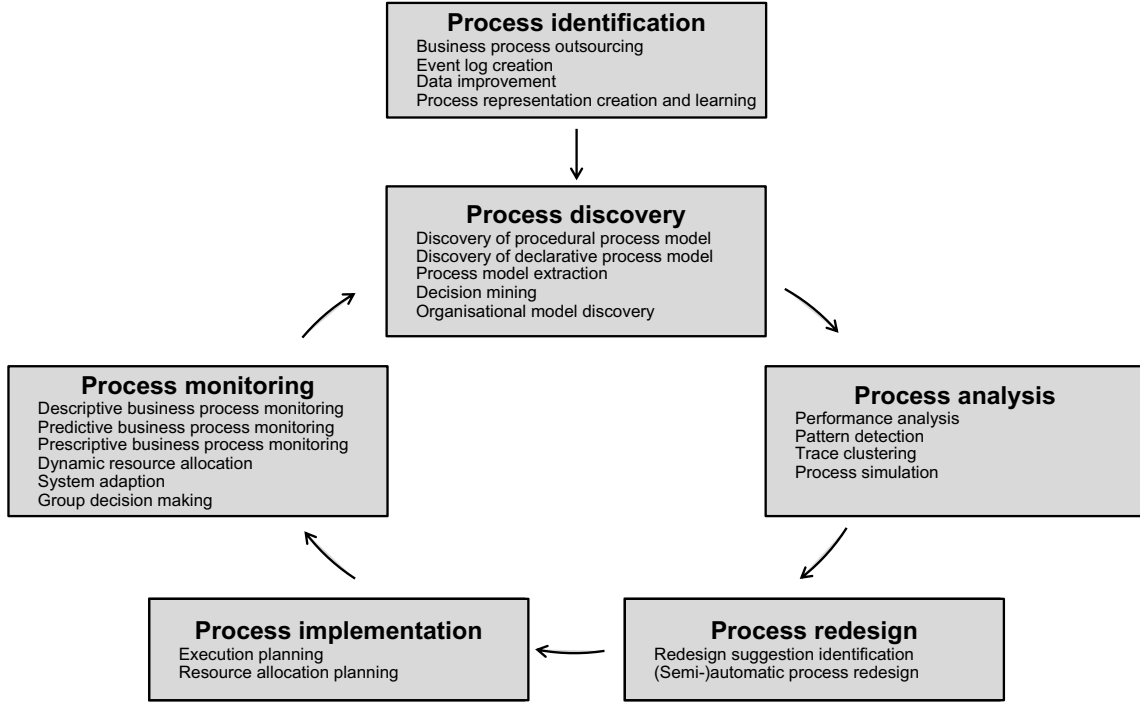 Process identification
Business process outsourcing
Event log creation
Data improvement
Process representation creation and learning
Process discovery
Discovery of procedural process model
Discovery of declarative process model
Process model extraction
Decision mining
Organisational model discovery
Process monitoring
Descriptive business process monitoring
Predictive business process monitoring
Prescriptive business process monitoring
Dynamic resource allocation
System adaption
Group decision making
Process analysis
Performance analysis
Pattern detection
Trace clustering
Process simulation
Process implementation
Execution planning
Resource allocation planning
Process redesign
Redesign suggestion identification
(Semi-)automatic process redesign